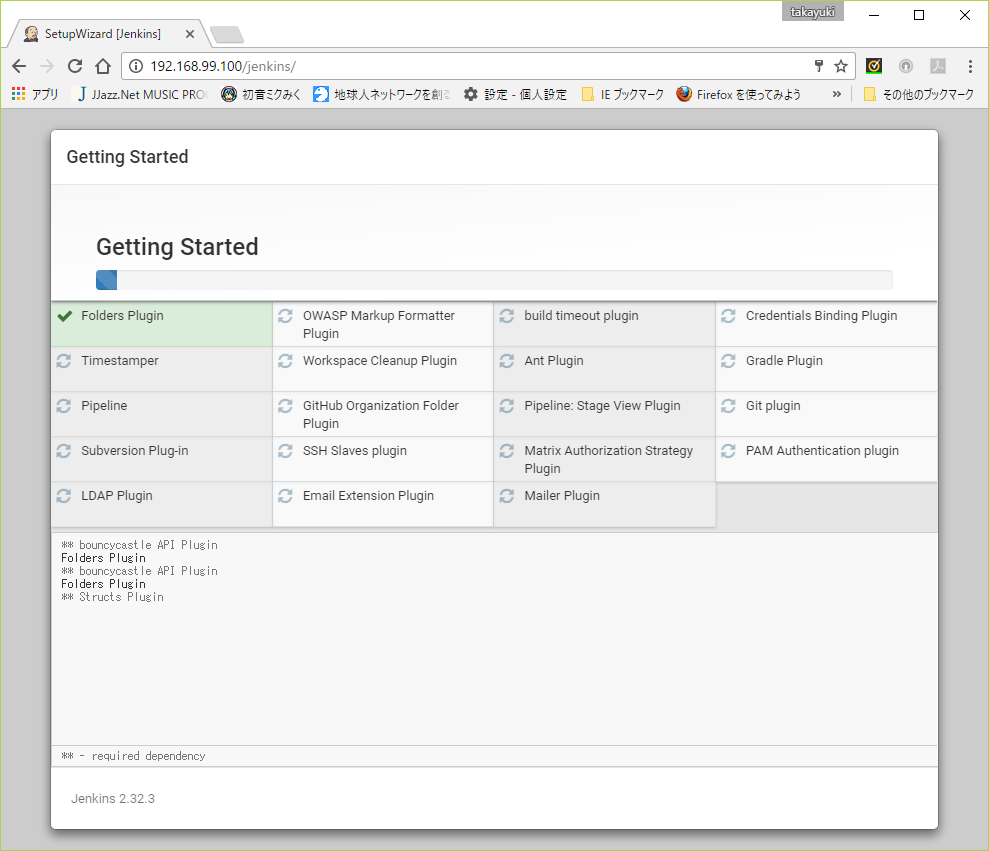 takayuki
SetupWizard [Jenkins]
192.168.99.100/jenkins/
アプリ
JJazz.Net MUSIC PRO
初音ミクみく
地球人ネットワークを創る
設定 - 個人設定
IE ブックマーク
Firefox を使ってみよう
»
その他のブックマーク
Getting Started
Getting Started
Folders Plugin
OWASP Markup Formatter
Plugin
build timeout plugin
Credentials Binding Plugin
Timestamper
Workspace Cleanup Plugin
Ant Plugin
Gradle Plugin
Pipeline
GitHub Organization Folder
Plugin
Pipeline: Stage View Plugin
Git plugin
Subversion Plug-in
SSH Slaves plugin
Matrix Authorization Strategy
Plugin
PAM Authentication plugin
LDAP Plugin
Email Extension Plugin
Mailer Plugin
** bouncycastle API Plugin
Folders Plugin
** bouncycastle API Plugin
Folders Plugin
** Structs Plugin
** - required dependency
Jenkins 2.32.3